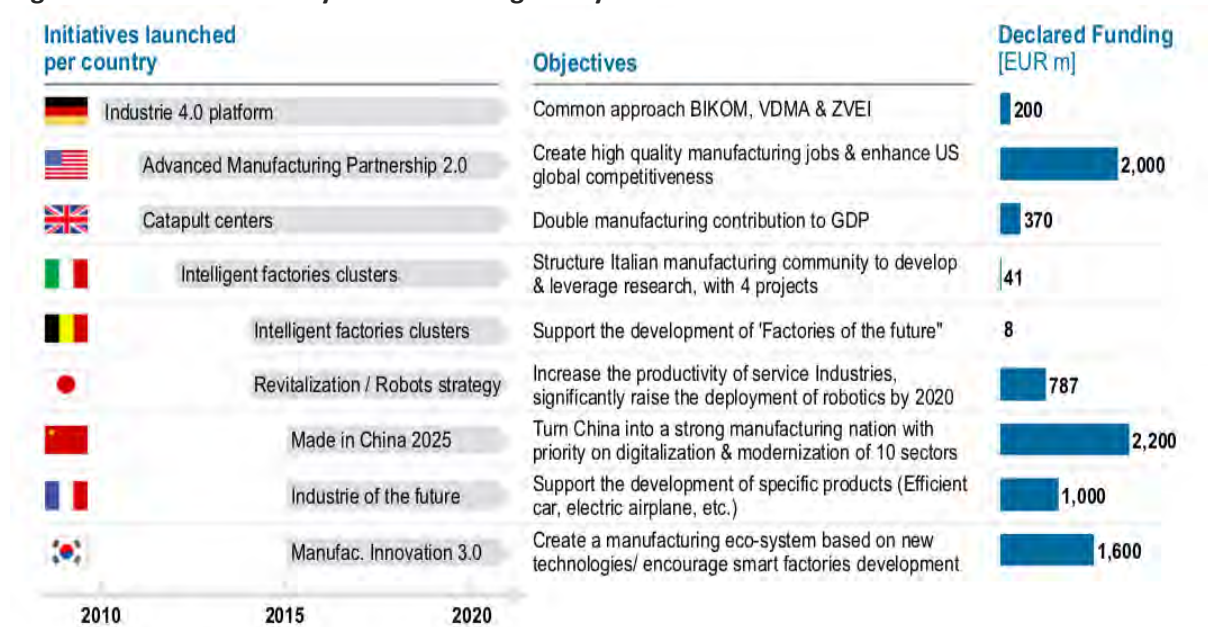 Initiatives launched
per country
Objectives
Declared Funding
[EUR m]
Industrie 4.0 platform
Common approach BIKOM, VDMA & ZVEI
200
Advanced Manufacturing Partnership 2.0
Create high quality manufacturing jobs & enhance US
global competitiveness
2,000
Catapult centers
Double manufacturing contribution to GDP
370
Intelligent factories clusters
Structure Italian manufacturing community to develop
& leverage research, with 4 projects
41
Intelligent factories clusters
Support the development of 'Factories of the future"
8
Revitalization / Robots strategy
Increase the productivity of service Industries,
significantly raise the deployment of robotics by 2020
787
Made in China 2025
Turn China into a strong manufacturing nation with
priority on digitalization & modernization of 10 sectors
2,200
Industrie of the future
Support the development of specific products (Efficient
car, electric airplane, etc.)
1,000
Manufac. Innovation 3.0
Create a manufacturing eco-system based on new
technologies/ encourage smart factories development
1,600
2010 2015 2020